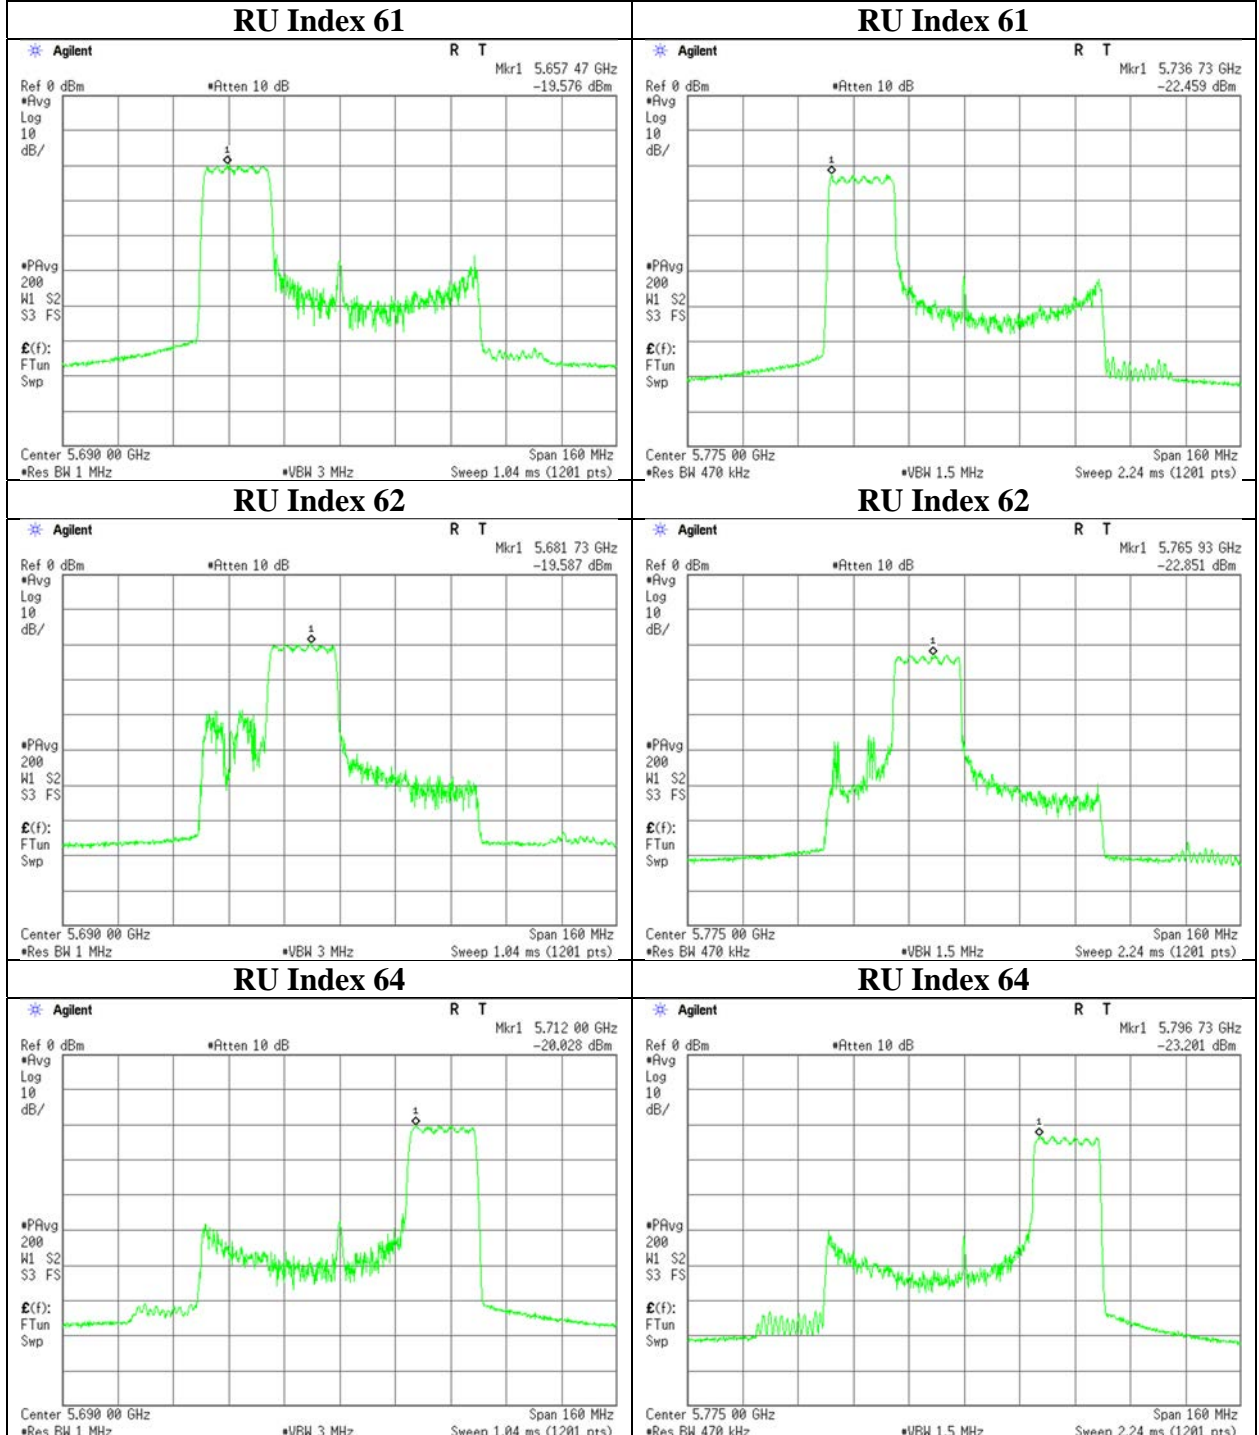 RU Index 61
Agilent
R T
Mkr1 5.657 47 GHz
Ref 0 dBm
*Atten 10 dB
-19.576 dBm
*Avg
Log
10
dB/
1
*PAvg
200
W1 S2
S3 FS
£(f):
FTun
Swp
Center 5.690 00 GHz
Span 160 MHz
*Res BW 1 MHz
*VBW 3 MHz
Sweep 1.04 ms (1201 pts)
RU Index 61
Agilent
R T
Mkr1 5.736 73 GHz
Ref 0 dBm
*Atten 10 dB
-22.459 dBm
*Avg
Log
10
dB/
1
*PAvg
200
W1 S2
S3 FS
£(f):
FTun
Swp
Center 5.775 00 GHz
Span 160 MHz
*Res BW 470 kHz
*VBW 1.5 MHz
Sweep 2.24 ms (1201 pts)
RU Index 62
Agilent
R T
Mkr1 5.681 73 GHz
Ref 0 dBm
*Atten 10 dB
-19.587 dBm
*Avg
Log
10
dB/
1
*PAvg
200
W1 S2
S3 FS
£(f):
FTun
Swp
Center 5.690 00 GHz
Span 160 MHz
*Res BW 1 MHz
*VBW 3 MHz
Sweep 1.04 ms (1201 pts)
RU Index 62
Agilent
R T
Mkr1 5.765 93 GHz
Ref 0 dBm
*Atten 10 dB
-22.851 dBm
*Avg
Log
10
dB/
1
*PAvg
200
W1 S2
S3 FS
£(f):
FTun
Swp
Center 5.775 00 GHz
Span 160 MHz
*Res BW 470 kHz
*VBW 1.5 MHz
Sweep 2.24 ms (1201 pts)
RU Index 64
Agilent
R T
Mkr1 5.712 00 GHz
Ref 0 dBm
*Atten 10 dB
-20.028 dBm
*Avg
Log
10
dB/
1
*PAvg
200
W1 S2
S3 FS
£(f):
FTun
Swp
Center 5.690 00 GHz
Span 160 MHz
*Res BW 1 MHz
*VBW 3 MHz
Sweep 1.04 ms (1201 pts)
RU Index 64
Agilent
R T
Mkr1 5.796 73 GHz
Ref 0 dBm
*Atten 10 dB
-23.201 dBm
*Avg
Log
10
dB/
1
*PAvg
200
W1 S2
S3 FS
£(f):
FTun
Swp
Center 5.775 00 GHz
Span 160 MHz
*Res BW 470 kHz
*VBW 1.5 MHz
Sweep 2.24 ms (1201 pts)